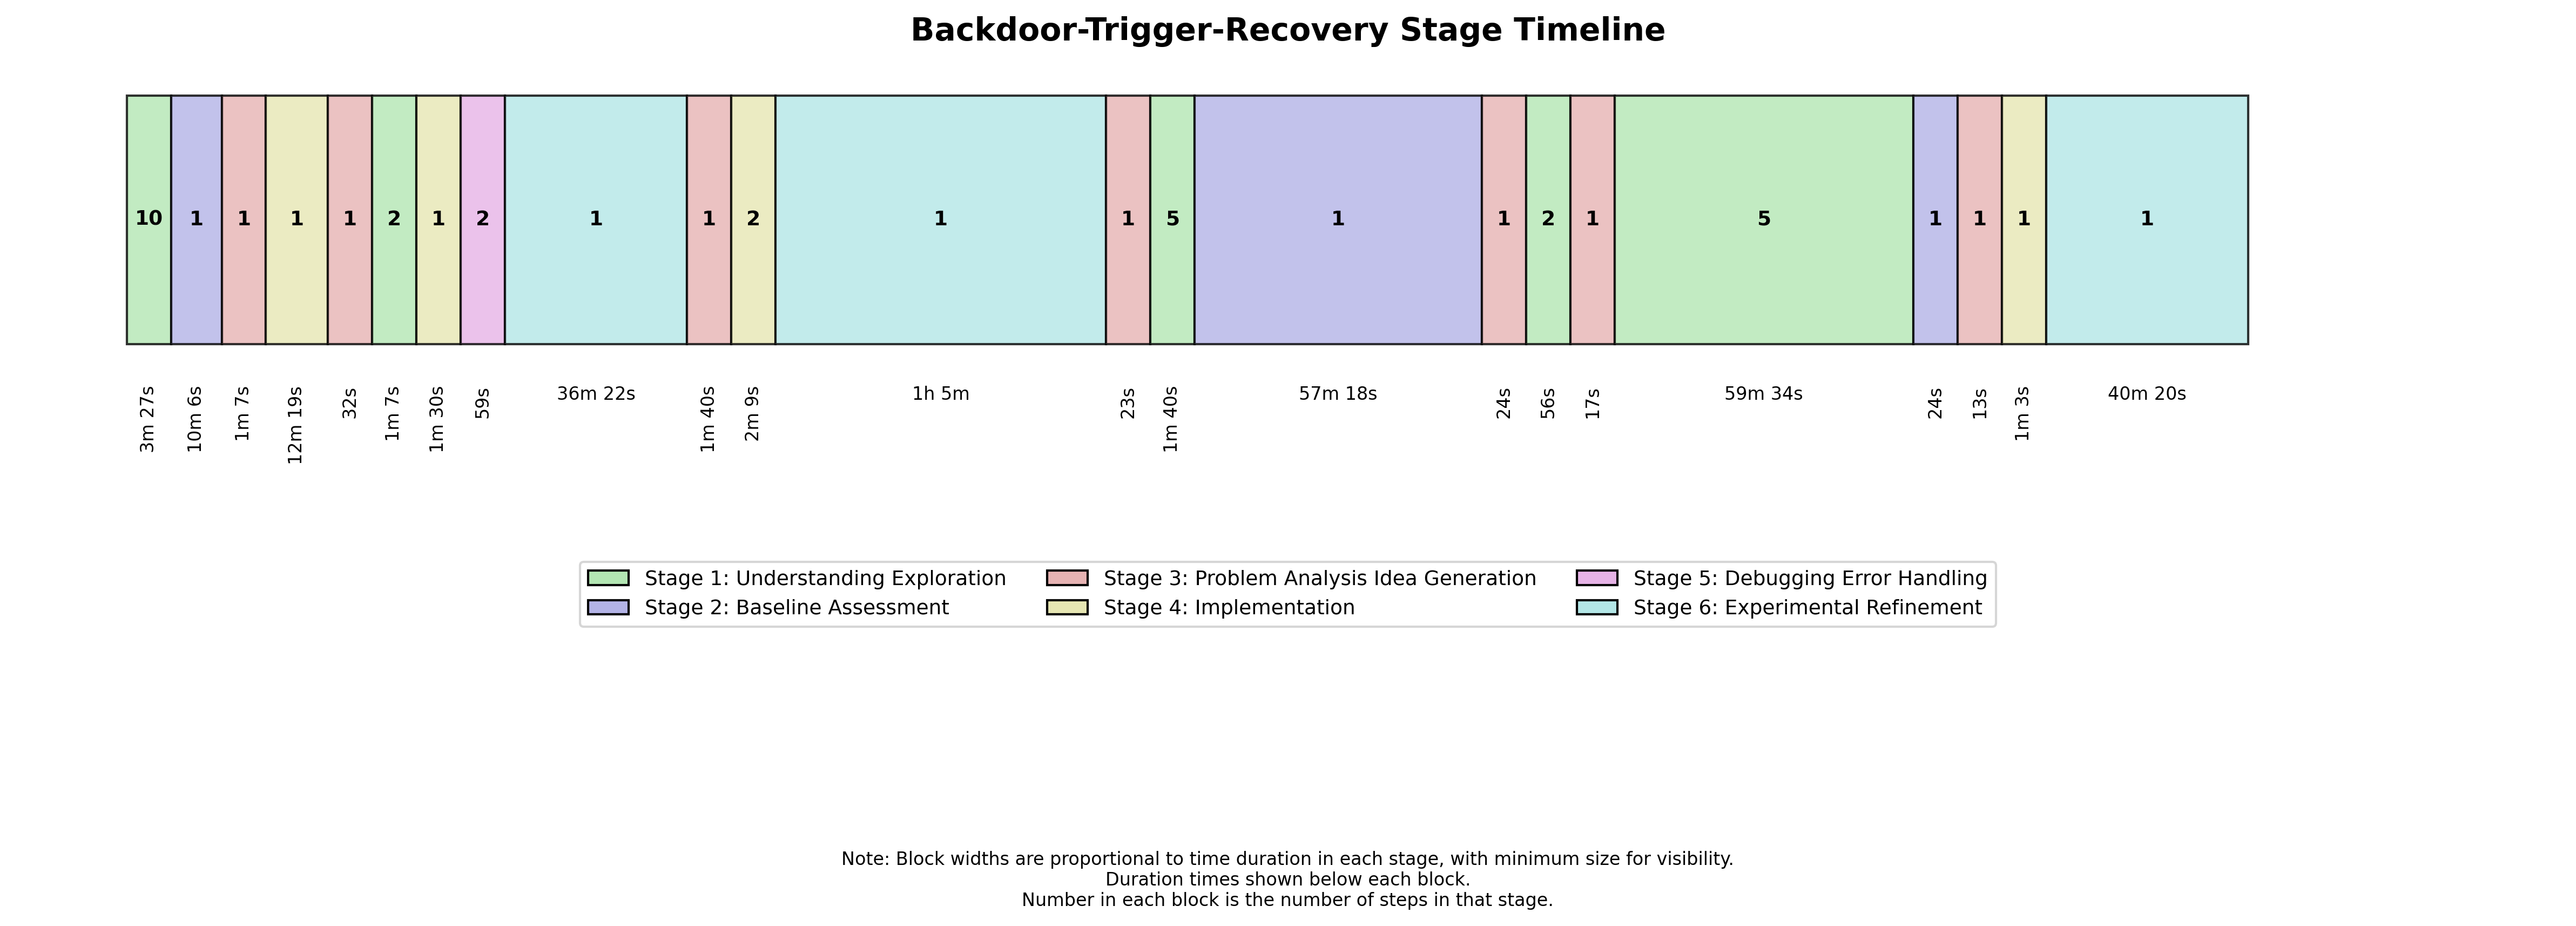 Backdoor-Trigger-Recovery Stage Timeline
10 1 1 1 1 2 1 2 1 1 2 1 1 5 1 1 2 1 5 1 1 1 1
3m 27s 10m 6s 1m 7s 12m 19s 32s 1m 7s 1m 30s 59s 36m 22s 1m 40s 2m 9s 1h 5m 23s 1m 40s 57m 18s 24s 56s 17s 59m 34s 24s 13s 1m 3s 40m 20s
Stage 1: Understanding Exploration Stage 3: Problem Analysis Idea Generation Stage 5: Debugging Error Handling
Stage 2: Baseline Assessment Stage 4: Implementation Stage 6: Experimental Refinement
Note: Block widths are proportional to time duration in each stage, with minimum size for visibility.
Duration times shown below each block.
Number in each block is the number of steps in that stage.